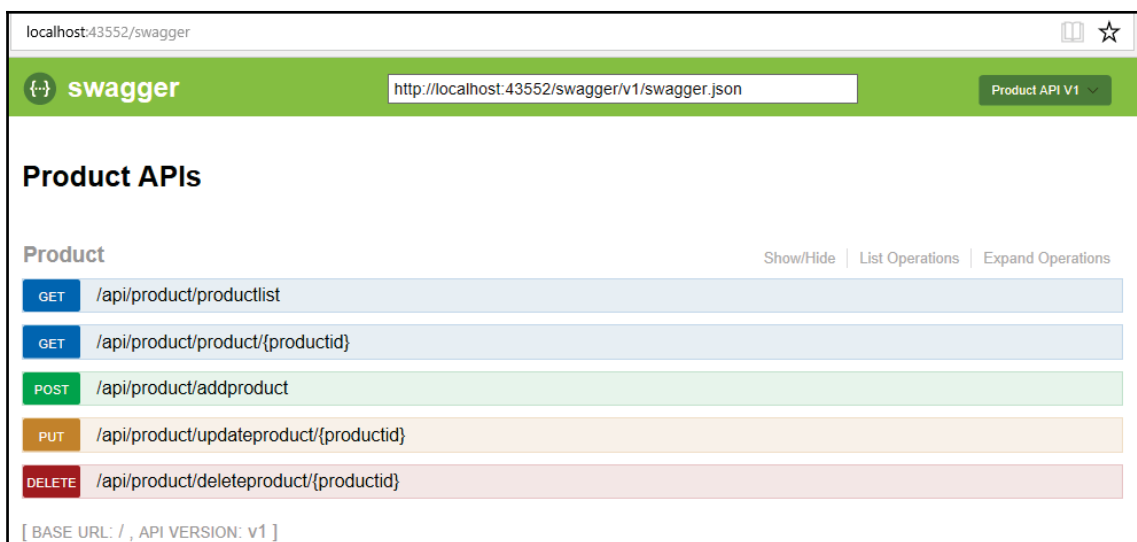 localhost:43552/swagger
{··} swagger http://localhost:43552/swagger/v1/swagger.json Product API V1
Product APIs
Product Show/Hide List Operations Expand Operations
GET /api/product/productlist
GET /api/product/product/{productid}
POST /api/product/addproduct
PUT /api/product/updateproduct/{productid}
DELETE /api/product/deleteproduct/{productid}
[ BASE URL: / , API VERSION: v1 ]